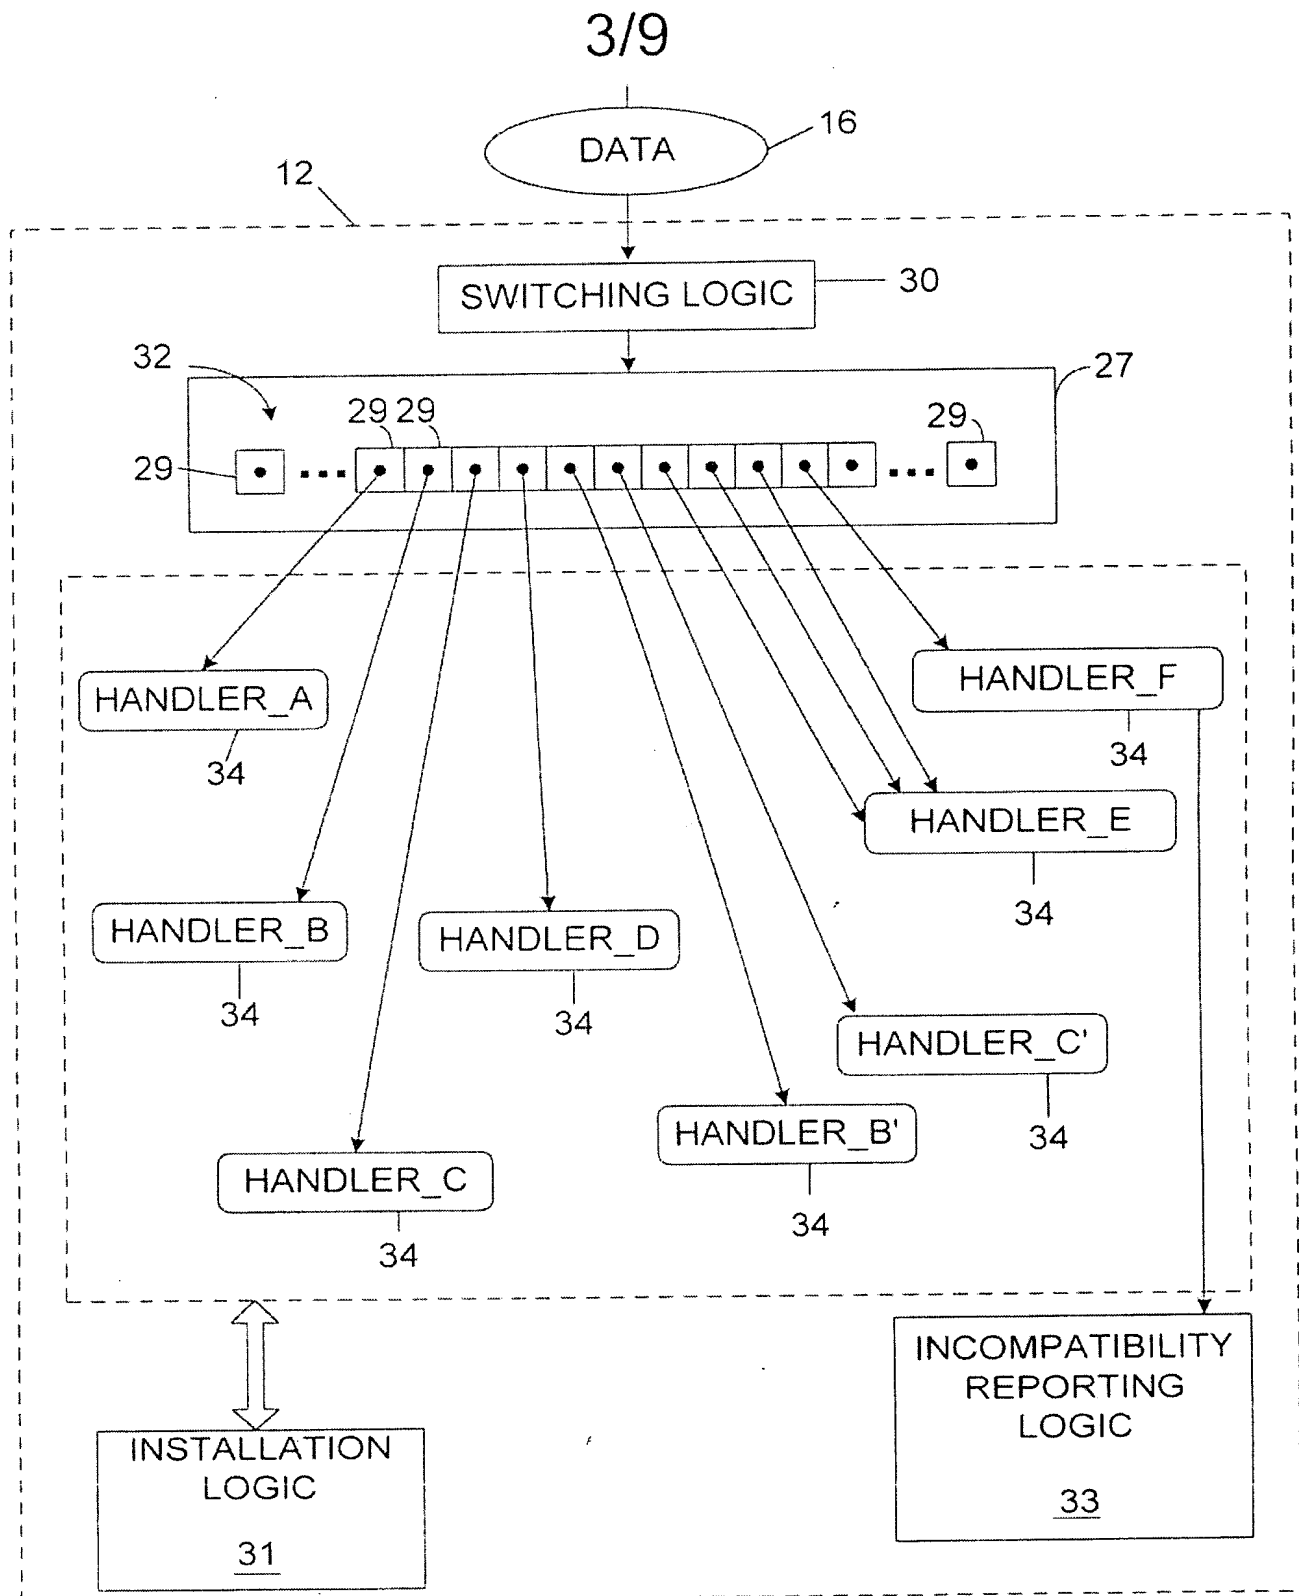 3/9
DATA
16
12
SWITCHING LOGIC
30
32
27
29 29
29
29
HANDLER_A
34
HANDLER_F
34
HANDLER_E
34
HANDLER_B
34
HANDLER_D
34
HANDLER_C'
34
HANDLER_B'
34
HANDLER_C
34
INCOMPATIBILITY
REPORTING
LOGIC
33
INSTALLATION
LOGIC
31